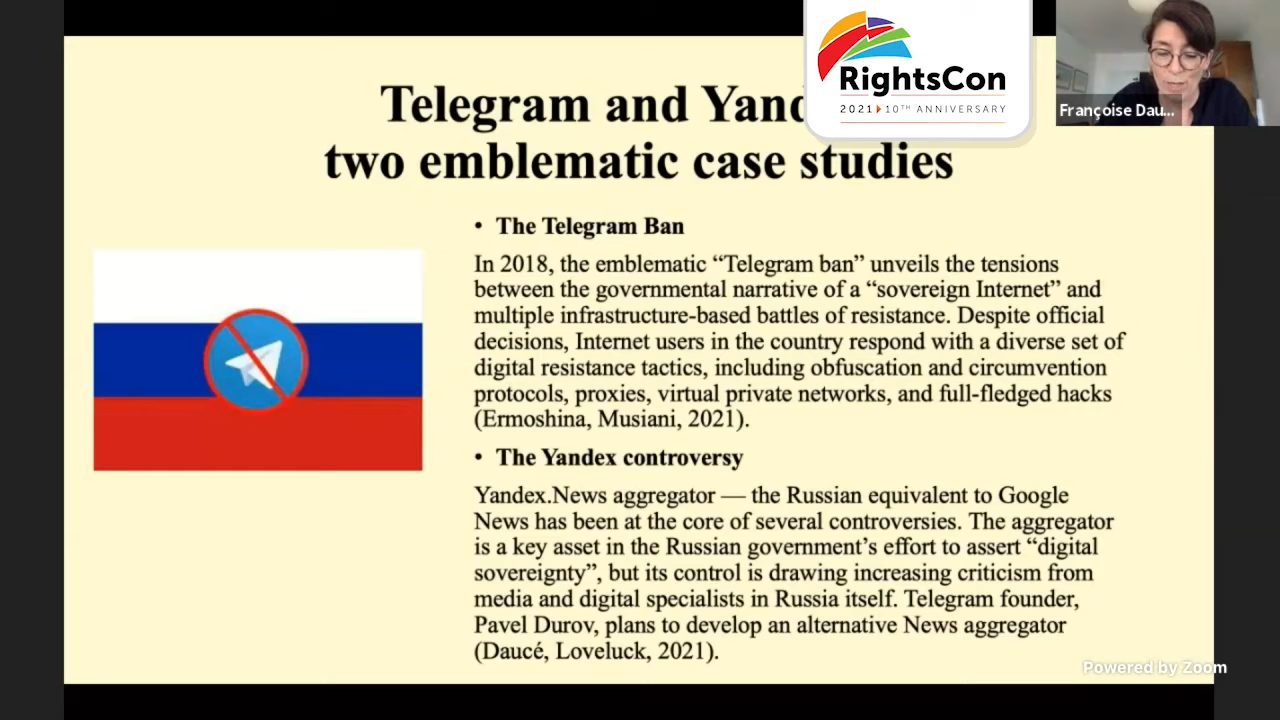 Telegram and Yand
two emblematic case studies
RightsCon
2021 10TH ANNIVERSARY
Françoise Dau...
• The Telegram Ban
In 2018, the emblematic “Telegram ban” unveils the tensions
between the governmental narrative of a “sovereign Internet” and
multiple infrastructure-based battles of resistance. Despite official
decisions, Internet users in the country respond with a diverse set of
digital resistance tactics, including obfuscation and circumvention
protocols, proxies, virtual private networks, and full-fledged hacks
(Ermoshina, Musiani, 2021).
• The Yandex controversy
Yandex.News aggregator — the Russian equivalent to Google
News has been at the core of several controversies. The aggregator
is a key asset in the Russian government’s effort to assert “digital
sovereignty”, but its control is drawing increasing criticism from
media and digital specialists in Russia itself. Telegram founder,
Pavel Durov, plans to develop an alternative News aggregator
(Daucé, Loveluck, 2021).
Powered by Zoom